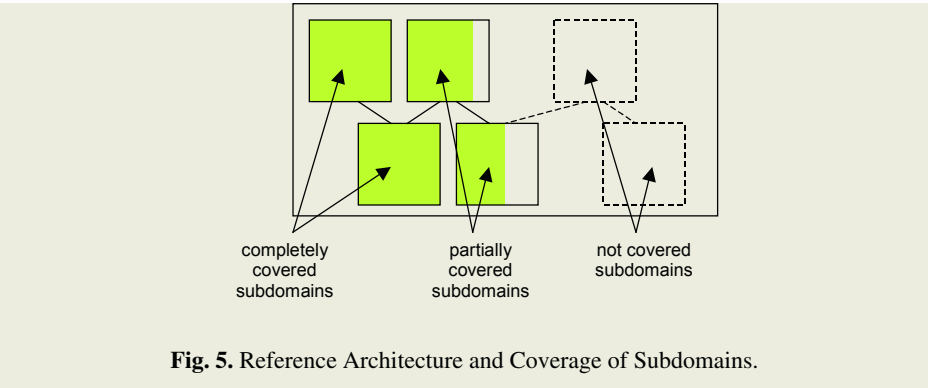 completely
covered
subdomains
partially
covered
subdomains
not covered
subdomains
Fig. 5. Reference Architecture and Coverage of Subdomains.